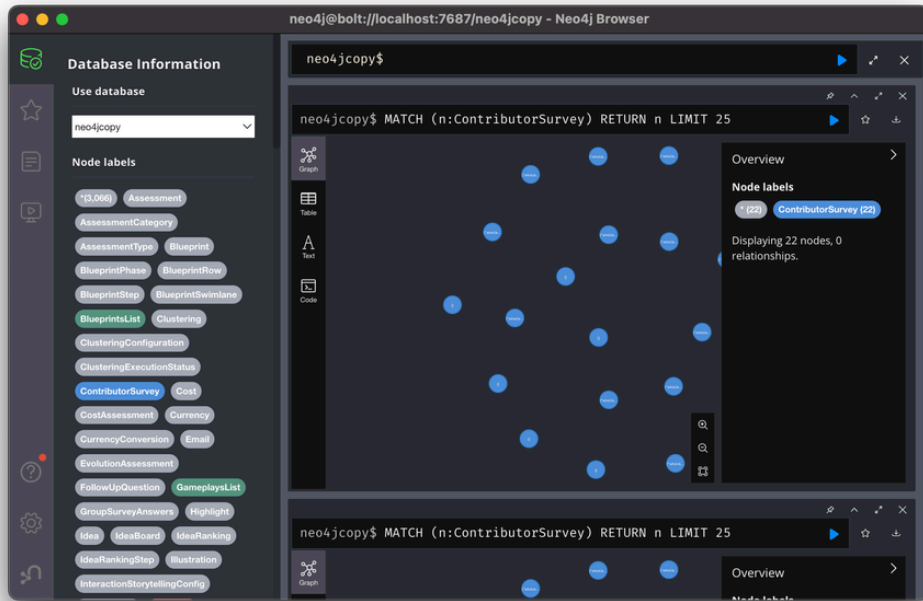 neo4j@bolt://localhost:7687/neo4jcopy - Neo4j Browser
Database Information
Use database
neo4jcopy
Node labels
*(3,066) Assessment
AssessmentCategory
AssessmentType Blueprint
BlueprintPhase BlueprintRow
BlueprintStep BlueprintSwimlane
BlueprintsList Clustering
ClusteringConfiguration
ClusteringExecutionStatus
ContributorSurvey Cost
CostAssessment Currency
CurrencyConversion Email
EvolutionAssessment
FollowUpQuestion GameplaysList
GroupSurveyAnswers Highlight
Idea IdeaBoard IdeaRanking
IdeaRankingStep Illustration
InteractionStorytellingConfig
neo4jcopy$
neo4jcopy$ MATCH (n:ContributorSurvey) RETURN n LIMIT 25
Graph
Table
Text
Code
Overview
Node labels
* (22) ContributorSurvey (22)
Displaying 22 nodes, 0
relationships.
neo4jcopy$ MATCH (n:ContributorSurvey) RETURN n LIMIT 25
Graph
Overview
Node labels